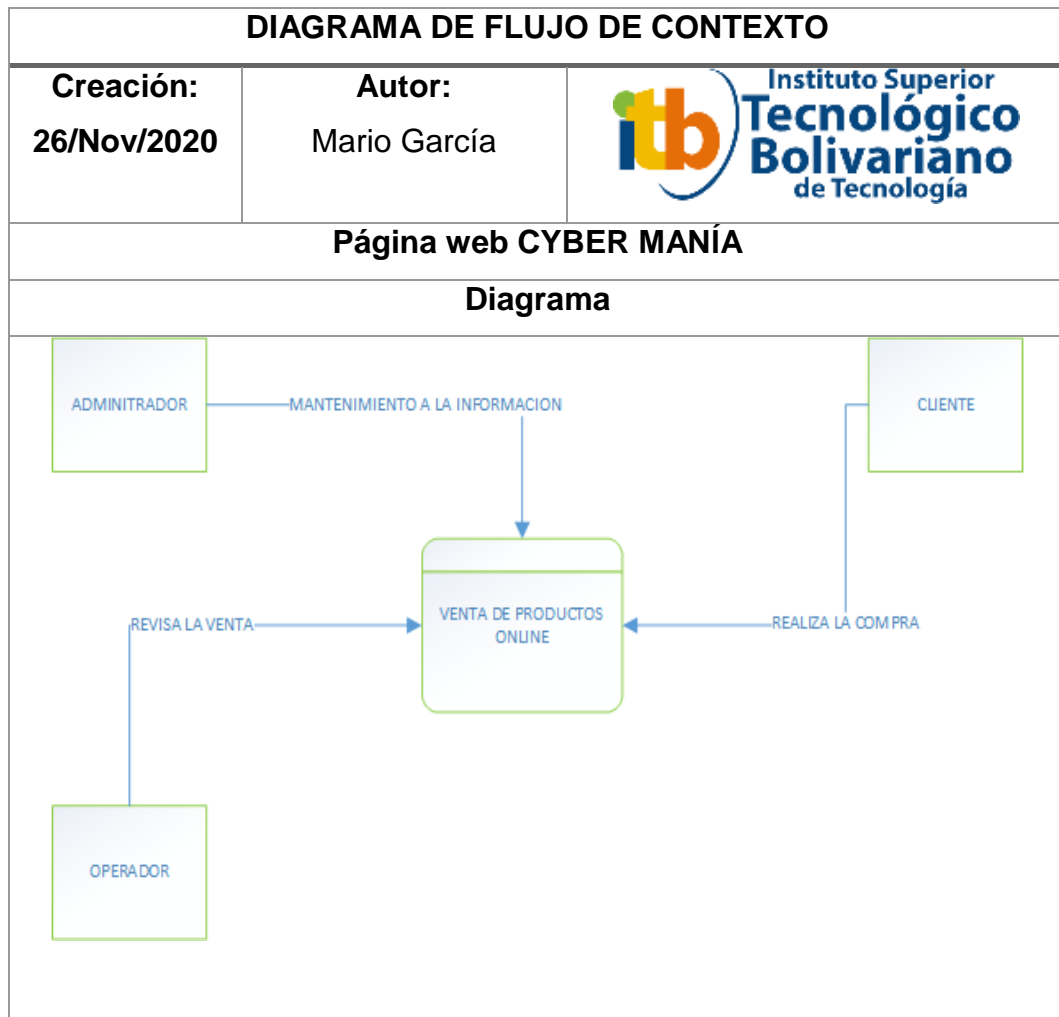 DIAGRAMA DE FLUJO DE CONTEXTO
Creación:
26/Nov/2020
Autor:
Mario García
itb
Instituto Superior
Tecnológico
Bolivariano
de Tecnología
Página web CYBER MANÍA
Diagrama
ADMINITRADOR
MANTENIMIENTO A LA INFORMACION
CLIENTE
REVISA LA VENTA
VENTA DE PRODUCTOS
ONLINE
REALIZA LA COMPRA
OPERADOR